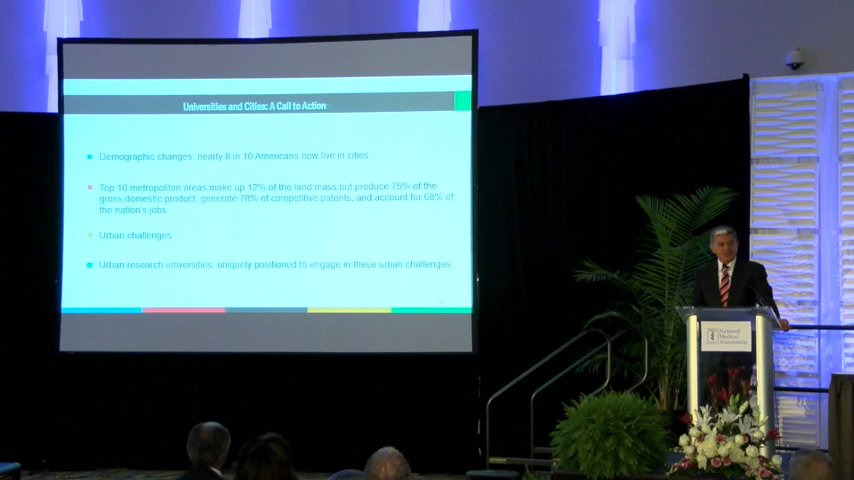 Universities and Cities: A Call to Action
Demographic changes: nearly 8 in 10 Americans now live in cities
Top 10 metropolitan areas make up 12% of the land mass but produce 75% of the
gross domestic product, generate 78% of competitive patents, and account for 68% of
the nation's jobs
Urban challenges
Urban research universities: uniquely positioned to engage in these urban challenges
National
Medical
Association